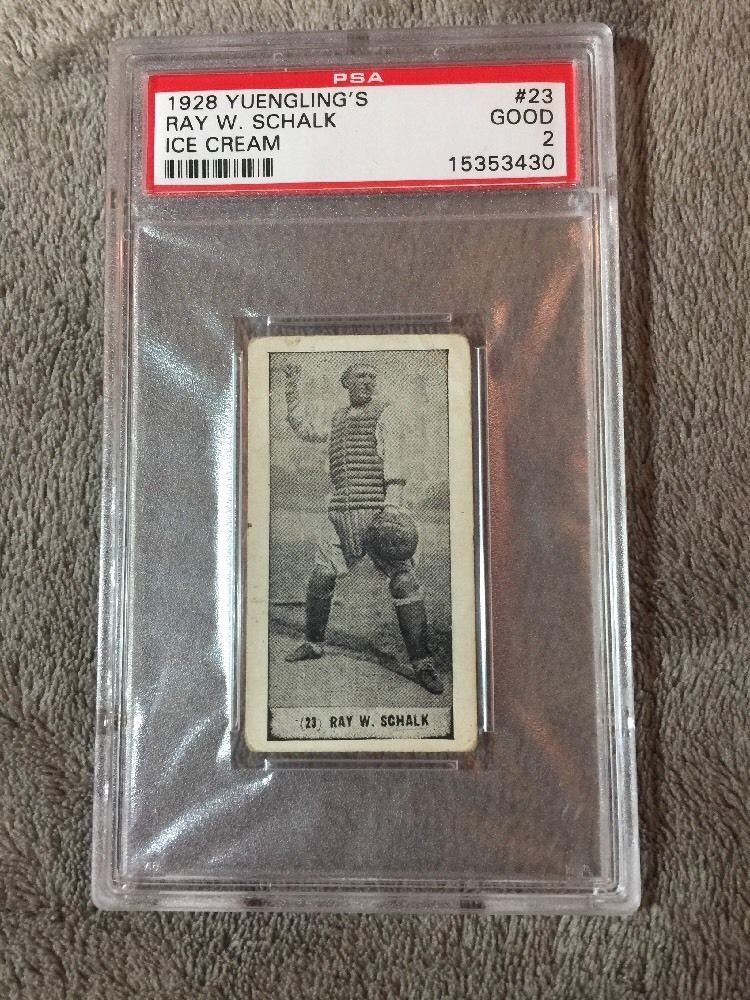 PSA
1928 YUENGLING'S #23
RAY W. SCHALK GOOD
ICE CREAM 2
15353430
(23) RAY W. SCHALK